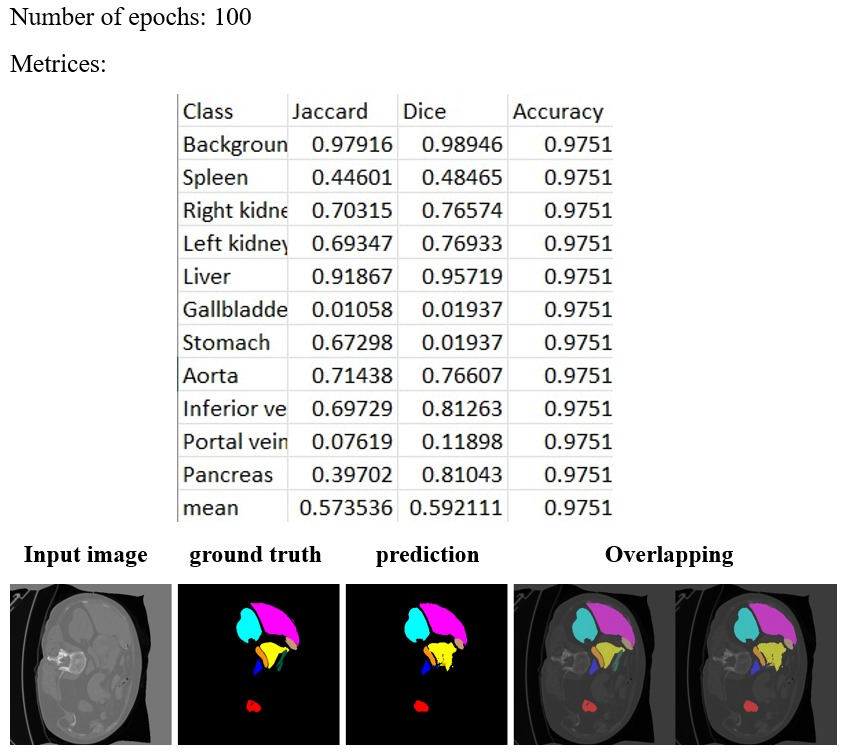 Number of epochs: 100
Metrices:
Class Jaccard Dice Accuracy
Backgroun 0.97916 0.98946 0.9751
Spleen 0.44601 0.48465 0.9751
Right kidne 0.70315 0.76574 0.9751
Left kidney 0.69347 0.76933 0.9751
Liver 0.91867 0.95719 0.9751
Gallbladde 0.01058 0.01937 0.9751
Stomach 0.67298 0.01937 0.9751
Aorta 0.71438 0.76607 0.9751
Inferior ve 0.69729 0.81263 0.9751
Portal vein 0.07619 0.11898 0.9751
Pancreas 0.39702 0.81043 0.9751
mean 0.573536 0.592111 0.9751
Input image ground truth prediction Overlapping